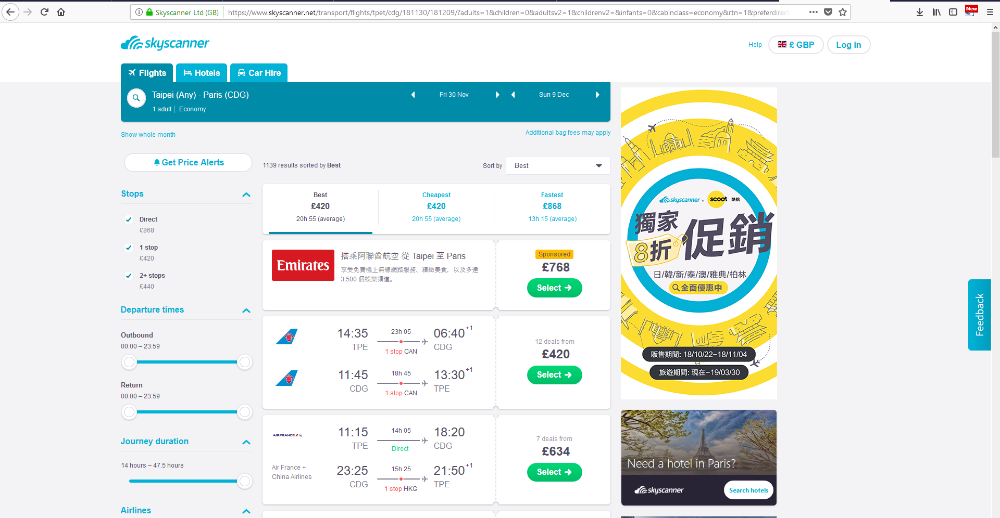 Skyscanner Ltd (GB)
https://www.skyscanner.net/transport/flights/tpet/cdg/181130/181209/?adults=1&children=0&adultsv2=1&childrenv2=&infants=0&cabinclass=economy&rtn=1&preferdirect
New
skyscanner
Help
£ GBP
Log in
Flights
Hotels
Car Hire
Taipei (Any) - Paris (CDG)
1 adult | Economy
Fri 30 Nov
Sun 9 Dec
Show whole month
Additional bag fees may apply
Get Price Alerts
1139 results sorted by Best
Sort by
Best
Stops
Direct
£868
1 stop
£420
2+ stops
£440
Departure times
Outbound
00:00 – 23:59
Return
00:00 – 23:59
Journey duration
14 hours – 47.5 hours
Airlines
Best
£420
20h 55 (average)
Cheapest
£420
20h 55 (average)
Fastest
£868
13h 15 (average)
Emirates
搭乘阿聯酋航空 從 Taipei 至 Paris
享受免費機上無線網路服務、精緻美食，以及多達
3,500 個娛樂頻道。
Sponsored
£768
Select
14:35
TPE
23h 05
1 stop CAN
06:40+1
CDG
11:45
CDG
18h 45
1 stop CAN
13:30+1
TPE
12 deals from
£420
Select
AIRFRANCE
11:15
TPE
14h 05
Direct
18:20
CDG
Air France +
China Airlines
23:25
CDG
15h 25
1 stop HKG
21:50+1
TPE
7 deals from
£634
Select
skyscanner × scoot 酷航
獨家
8折
促銷
日/韓/新/泰/澳/雅典/柏林
全面優惠中
販售期間: 18/10/22–18/11/04
旅遊期間: 現在–19/03/30
Need a hotel in Paris?
skyscanner
Search hotels
Feedback